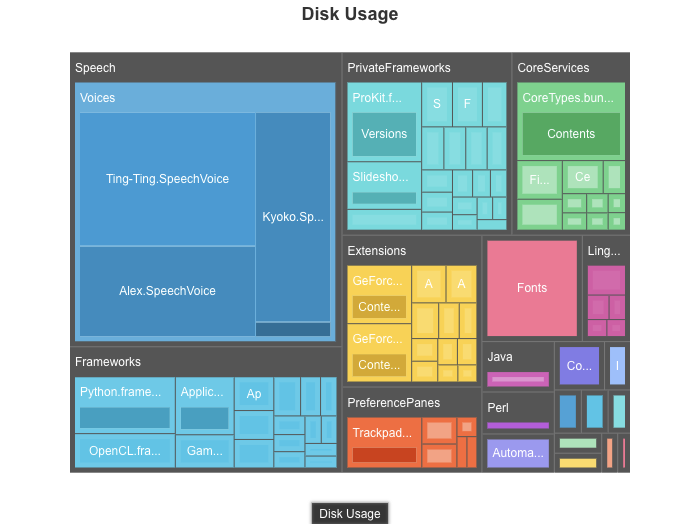 Disk Usage
Speech
Voices
Ting-Ting.SpeechVoice
Kyoko.Sp...
Alex.SpeechVoice
PrivateFrameworks
ProKit.f...
Versions
S
F
Slidesho...
CoreServices
CoreTypes.bun...
Contents
Fi...
Ce
Extensions
GeForc...
Conte...
A
A
GeForc...
Conte...
Fonts
Ling...
Frameworks
Python.frame...
Applic...
Ap
OpenCL.fra...
Gam...
PreferencePanes
Trackpad...
Java
Perl
Automa...
Co...
I
Disk Usage